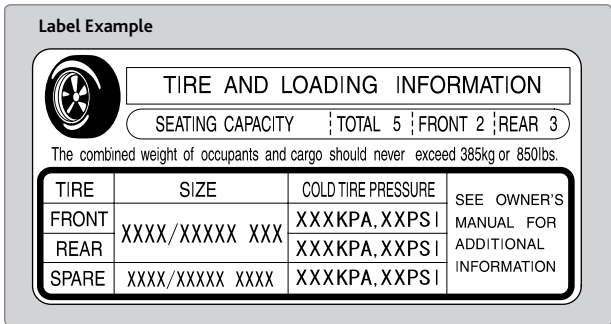 Label Example
TIRE AND LOADING INFORMATION
SEATING CAPACITY TOTAL 5 FRONT 2 REAR 3
The combined weight of occupants and cargo should never exceed 385kg or 850lbs.
TIRE SIZE COLD TIRE PRESSURE
FRONT XXXX/XXXXX XXX XXXKPA,XXPSI
REAR XXXKPA,XXPSI
SPARE XXXX/XXXXX XXXX XXXKPA,XXPSI
SEE OWNER'S
MANUAL FOR
ADDITIONAL
INFORMATION